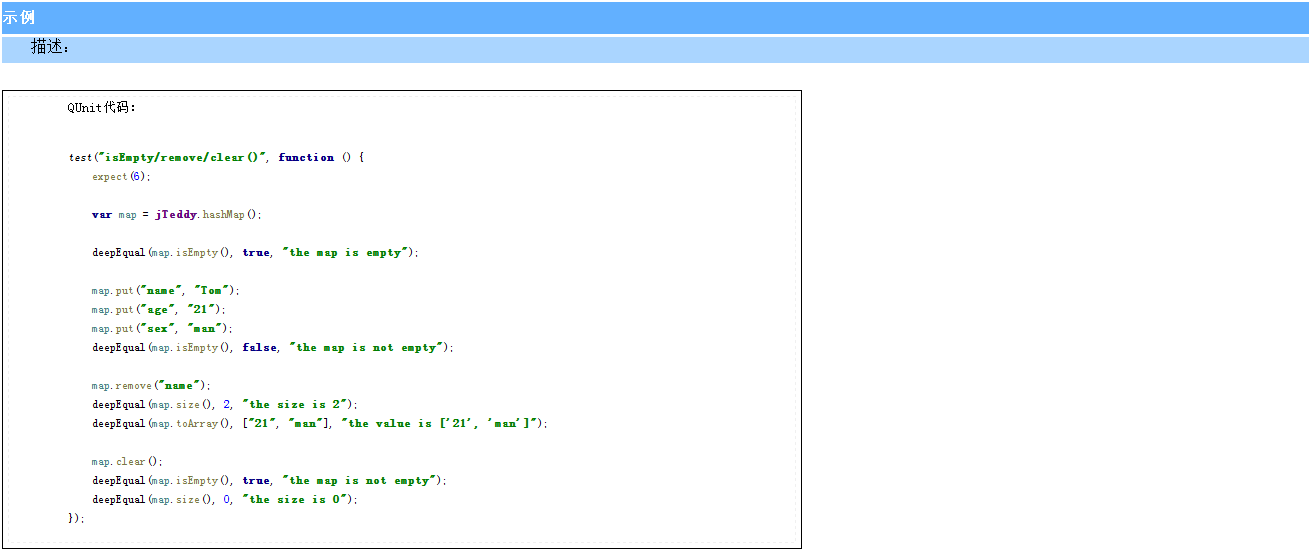 示例
描述：
QUnit代码：
test("isEmpty/remove/clear()", function () {
expect(6);
var map = jTeddy.hashMap();
deepEqual(map.isEmpty(), true, "the map is empty");
map.put("name", "Tom");
map.put("age", "21");
map.put("sex", "man");
deepEqual(map.isEmpty(), false, "the map is not empty");
map.remove("name");
deepEqual(map.size(), 2, "the size is 2");
deepEqual(map.toArray(), ["21", "man"], "the value is ['21', 'man']");
map.clear();
deepEqual(map.isEmpty(), true, "the map is not empty");
deepEqual(map.size(), 0, "the size is 0");
});